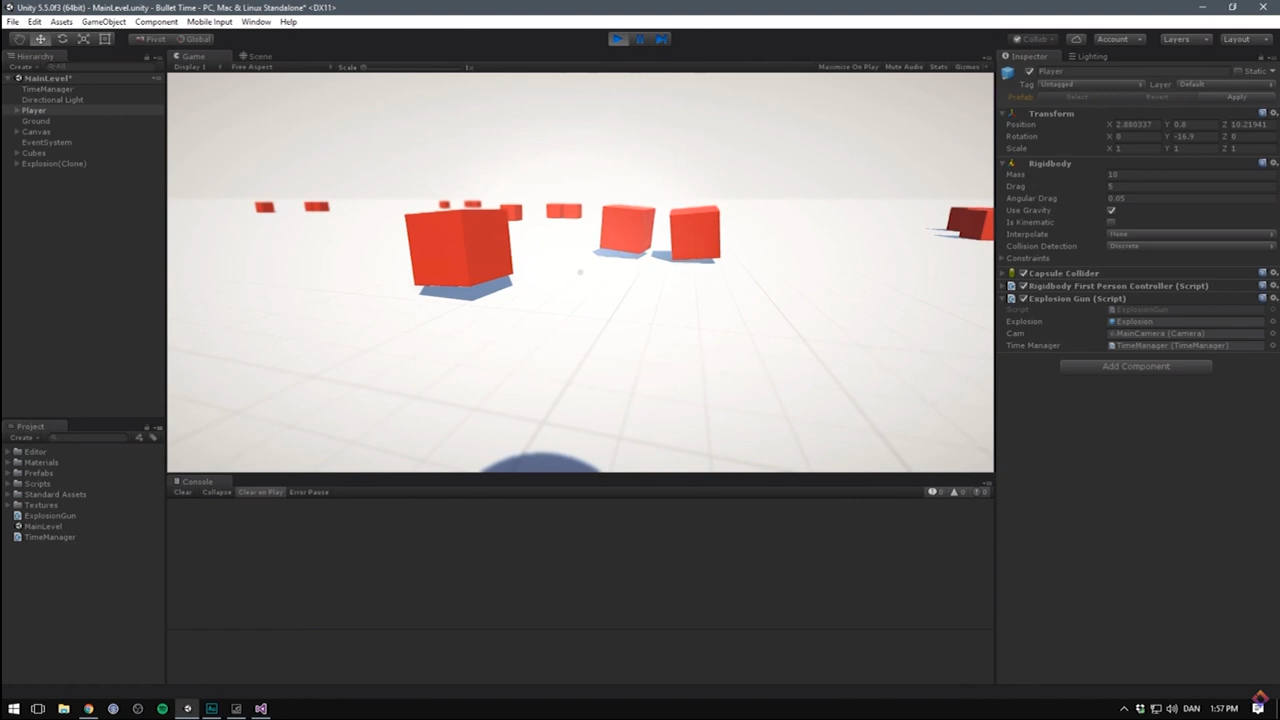 Unity 5.5.0f3 (64bit) - MainLevel.unity - Bullet Time - PC, Mac & Linux Standalone* <DX11>
File Edit Assets GameObject Component Mobile Input Window Help
Pivot Global Collab Account Layers Layout
Hierarchy
Create
MainLevel*
TimeManager
Directional Light
Player
Ground
Canvas
EventSystem
Cubes
Explosion(Clone)
Game Scene
Display 1 Free Aspect Scale 1x Maximize On Play Mute Audio Stats Gizmos
Inspector Lighting
Player Static
Tag Untagged Layer Default
Prefab Select Revert Apply
Transform
Position X 2.880337 Y 0.8 Z 10.21941
Rotation X 0 Y -16.9 Z 0
Scale X 1 Y 1 Z 1
Rigidbody
Mass 10
Drag 5
Angular Drag 0.05
Use Gravity
Is Kinematic
Interpolate None
Collision Detection Discrete
Constraints
Capsule Collider
Rigidbody First Person Controller (Script)
Explosion Gun (Script)
Script ExplosionGun
Explosion Explosion
Cam MainCamera (Camera)
Time Manager TimeManager (TimeManager)
Add Component
Project
Create
Editor
Materials
Prefabs
Scripts
Standard Assets
Textures
ExplosionGun
MainLevel
TimeManager
Console
Clear Collapse Clear on Play Error Pause 0 0 0
DAN 1:57 PM